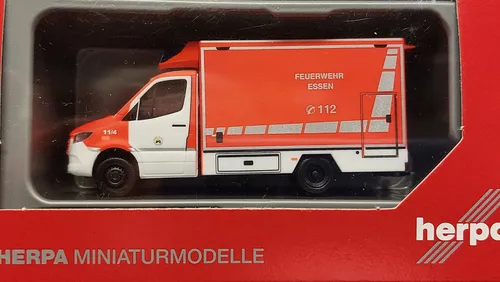 FEUERWEHR
ESSEN
112
11/4
HERPA MINIATURMODELLE
herpa